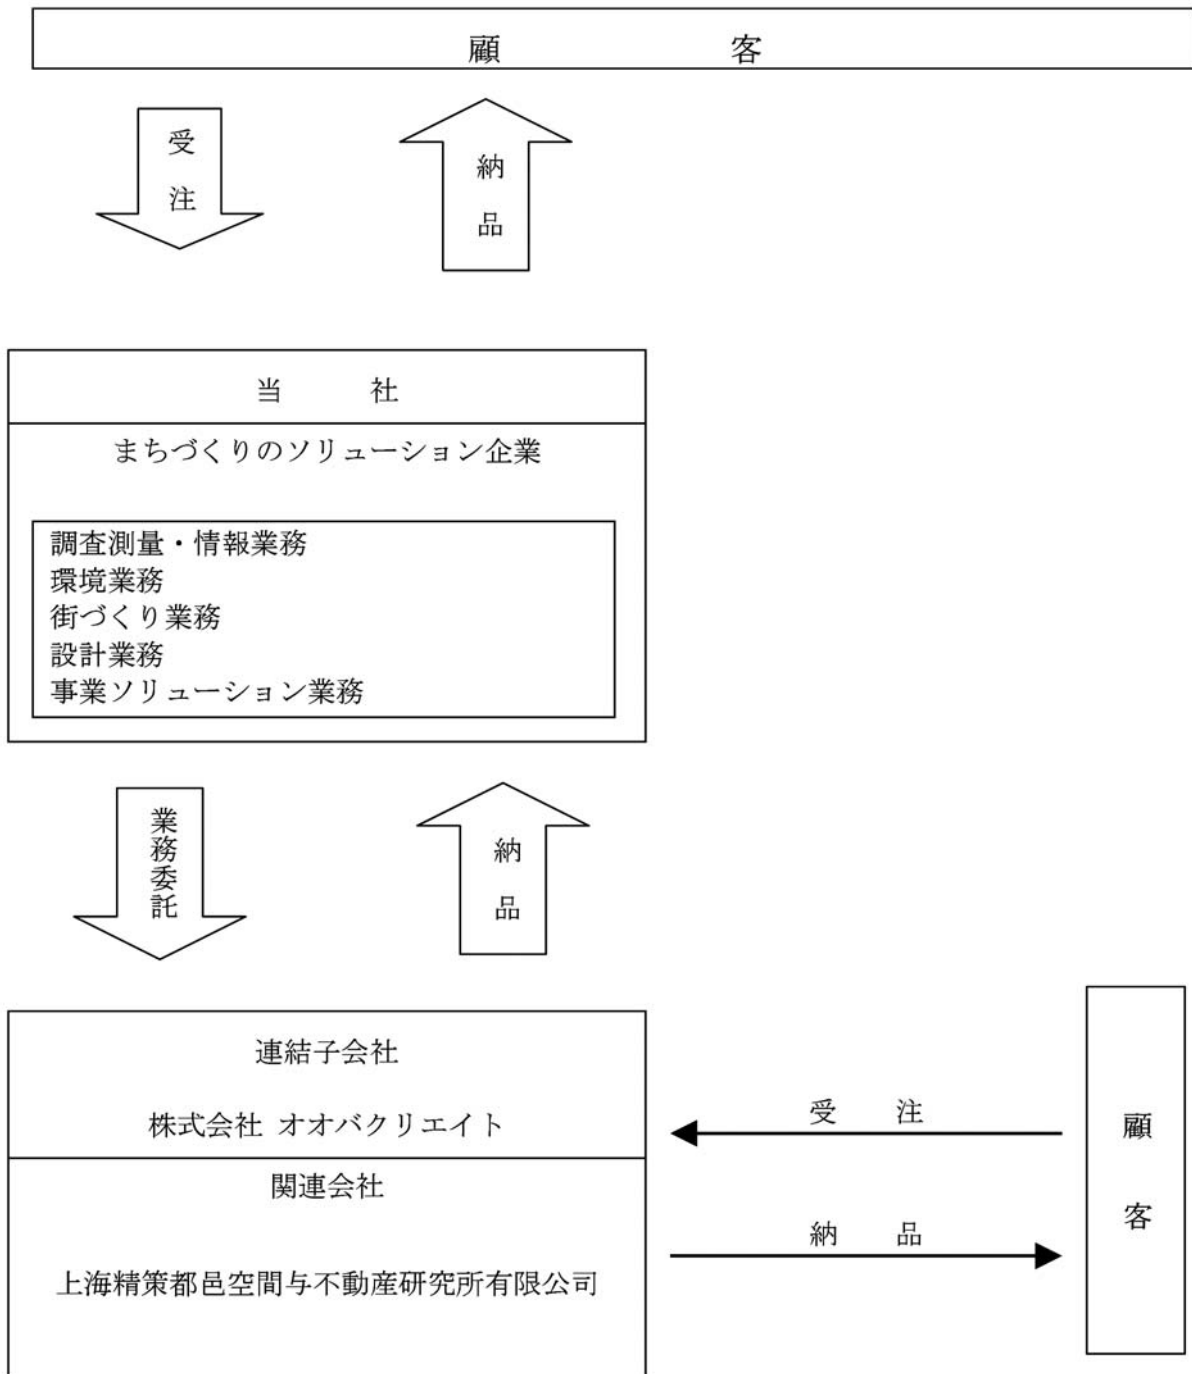 顧 客
受注
納品
当 社
まちづくりのソリューション企業
調査測量・情報業務
環境業務
街づくり業務
設計業務
事業ソリューション業務
業務委託
納品
連結子会社
株式会社 オオバクリエイト
関連会社
上海精策都邑空間与不動産研究所有限公司
受 注
納 品
顧客